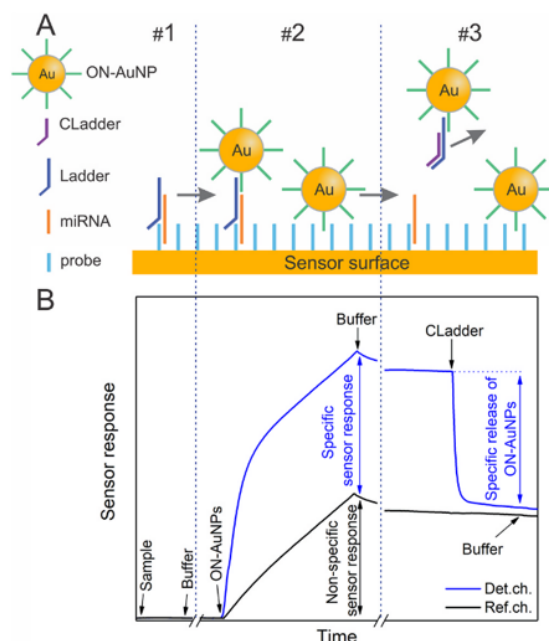 A
#1
#2
#3
Au
ON-AuNP
CLadder
Ladder
miRNA
probe
Au
Au
Au
Au
Sensor surface
B
Sensor response
Sample
Buffer
ON-AuNPs
Buffer
Specific
sensor response
Non-specific
sensor response
CLadder
Specific release of
ON-AuNPs
Buffer
Det.ch.
Ref.ch.
Time